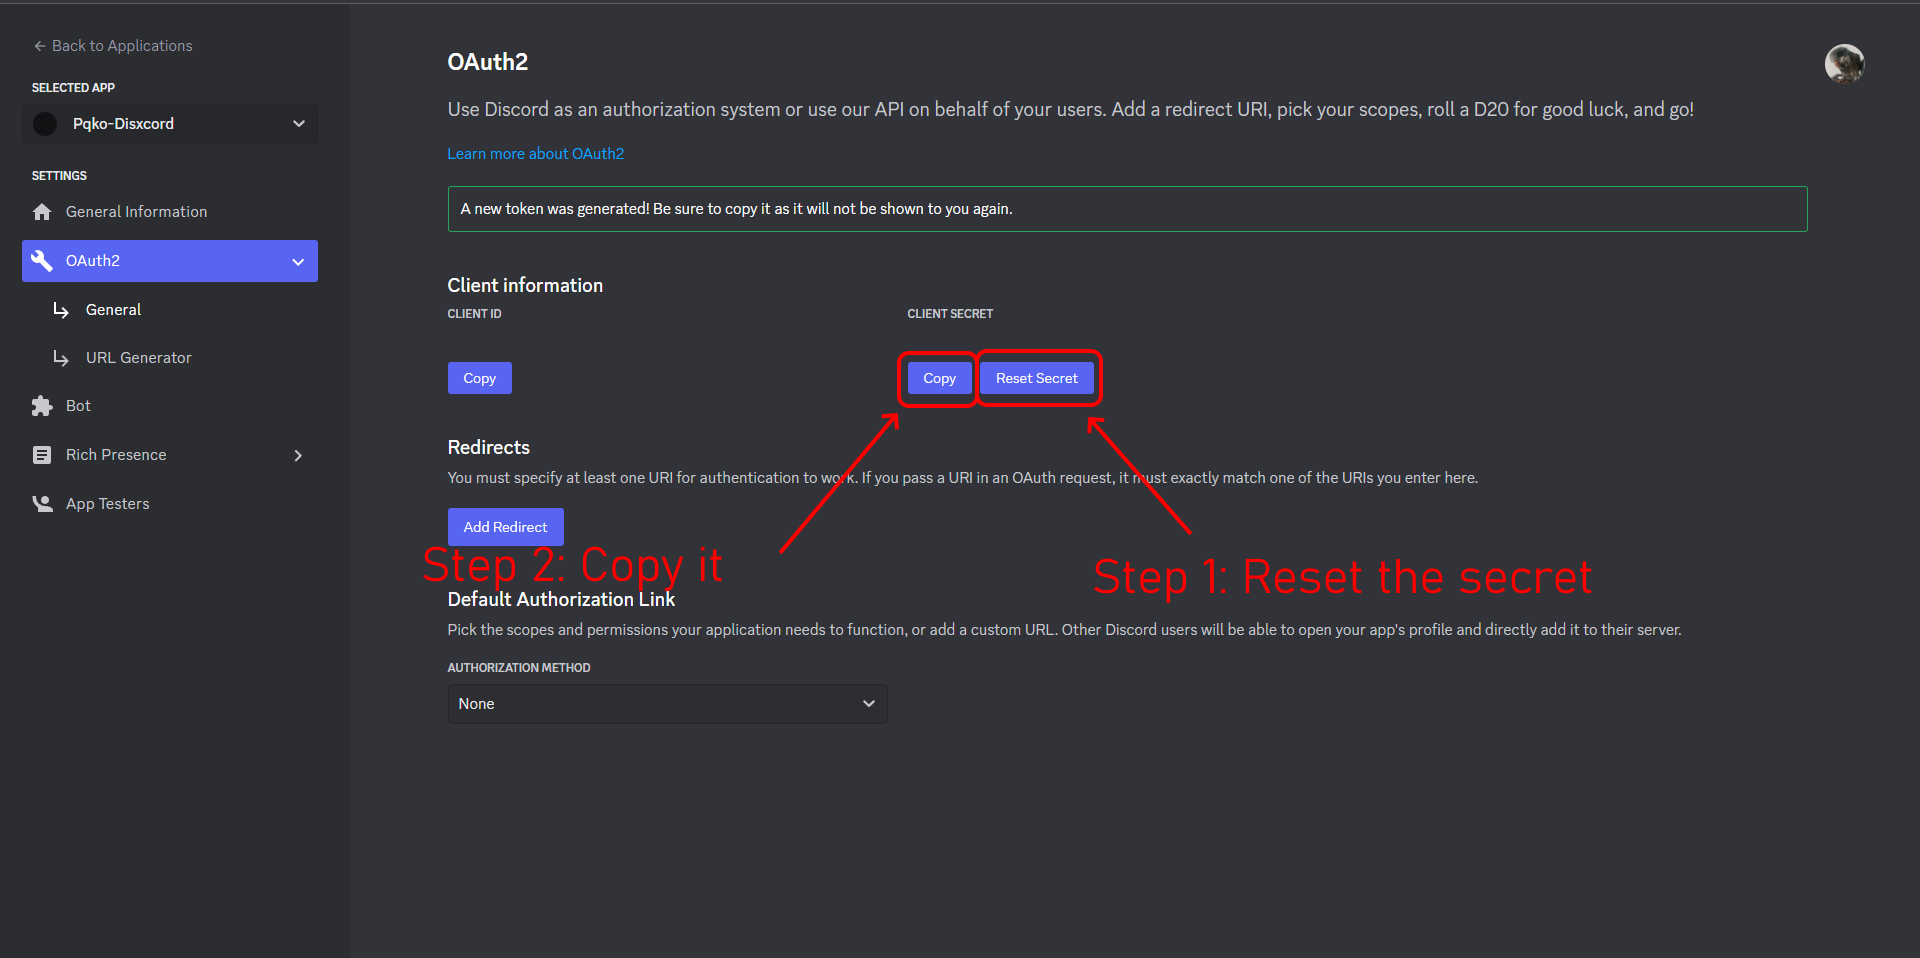 Back to Applications
SELECTED APP
Pqko-Disxcord
SETTINGS
General Information
OAuth2
General
URL Generator
Bot
Rich Presence
App Testers
OAuth2
Use Discord as an authorization system or use our API on behalf of your users. Add a redirect URI, pick your scopes, roll a D20 for good luck, and go!
Learn more about OAuth2
A new token was generated! Be sure to copy it as it will not be shown to you again.
Client information
CLIENT ID
CLIENT SECRET
Copy
Copy
Reset Secret
Redirects
You must specify at least one URI for authentication to work. If you pass a URI in an OAuth request, it must exactly match one of the URIs you enter here.
Add Redirect
Step 2: Copy it
Step 1: Reset the secret
Default Authorization Link
Pick the scopes and permissions your application needs to function, or add a custom URL. Other Discord users will be able to open your app's profile and directly add it to their server.
AUTHORIZATION METHOD
None